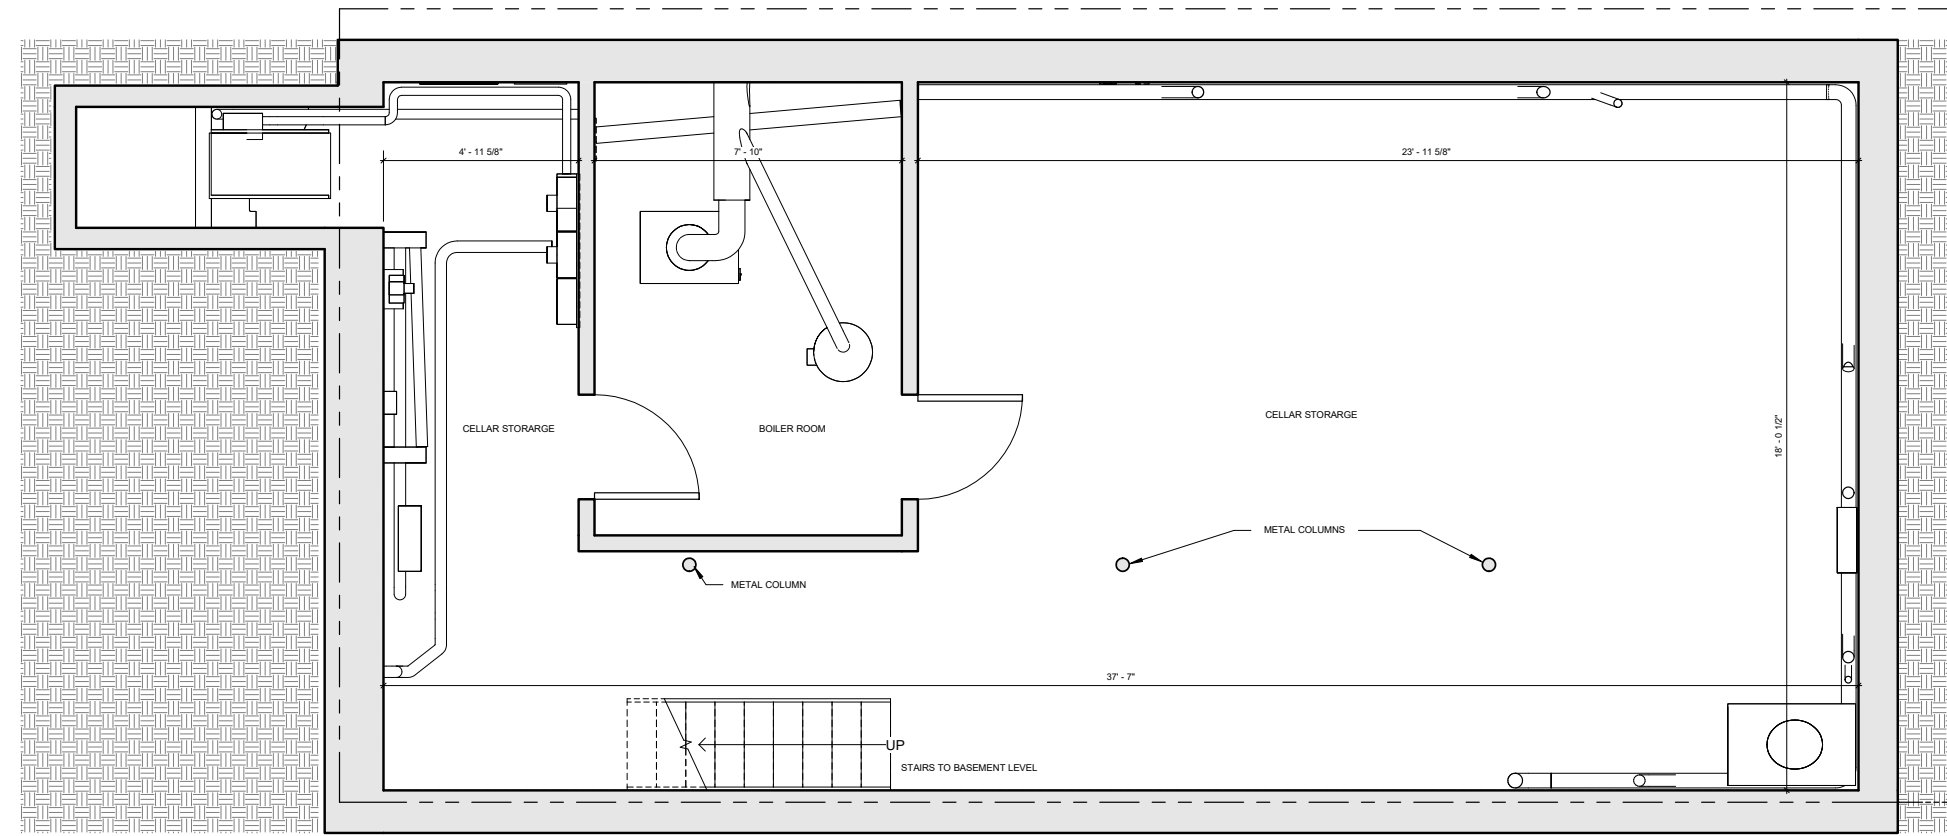 4' - 11 5/8"
7' - 10"
23' - 11 5/8"
CELLAR STORARGE
BOILER ROOM
CELLAR STORARGE
18' - 0 1/2"
METAL COLUMNS
METAL COLUMN
37' - 7"
UP
STAIRS TO BASEMENT LEVEL